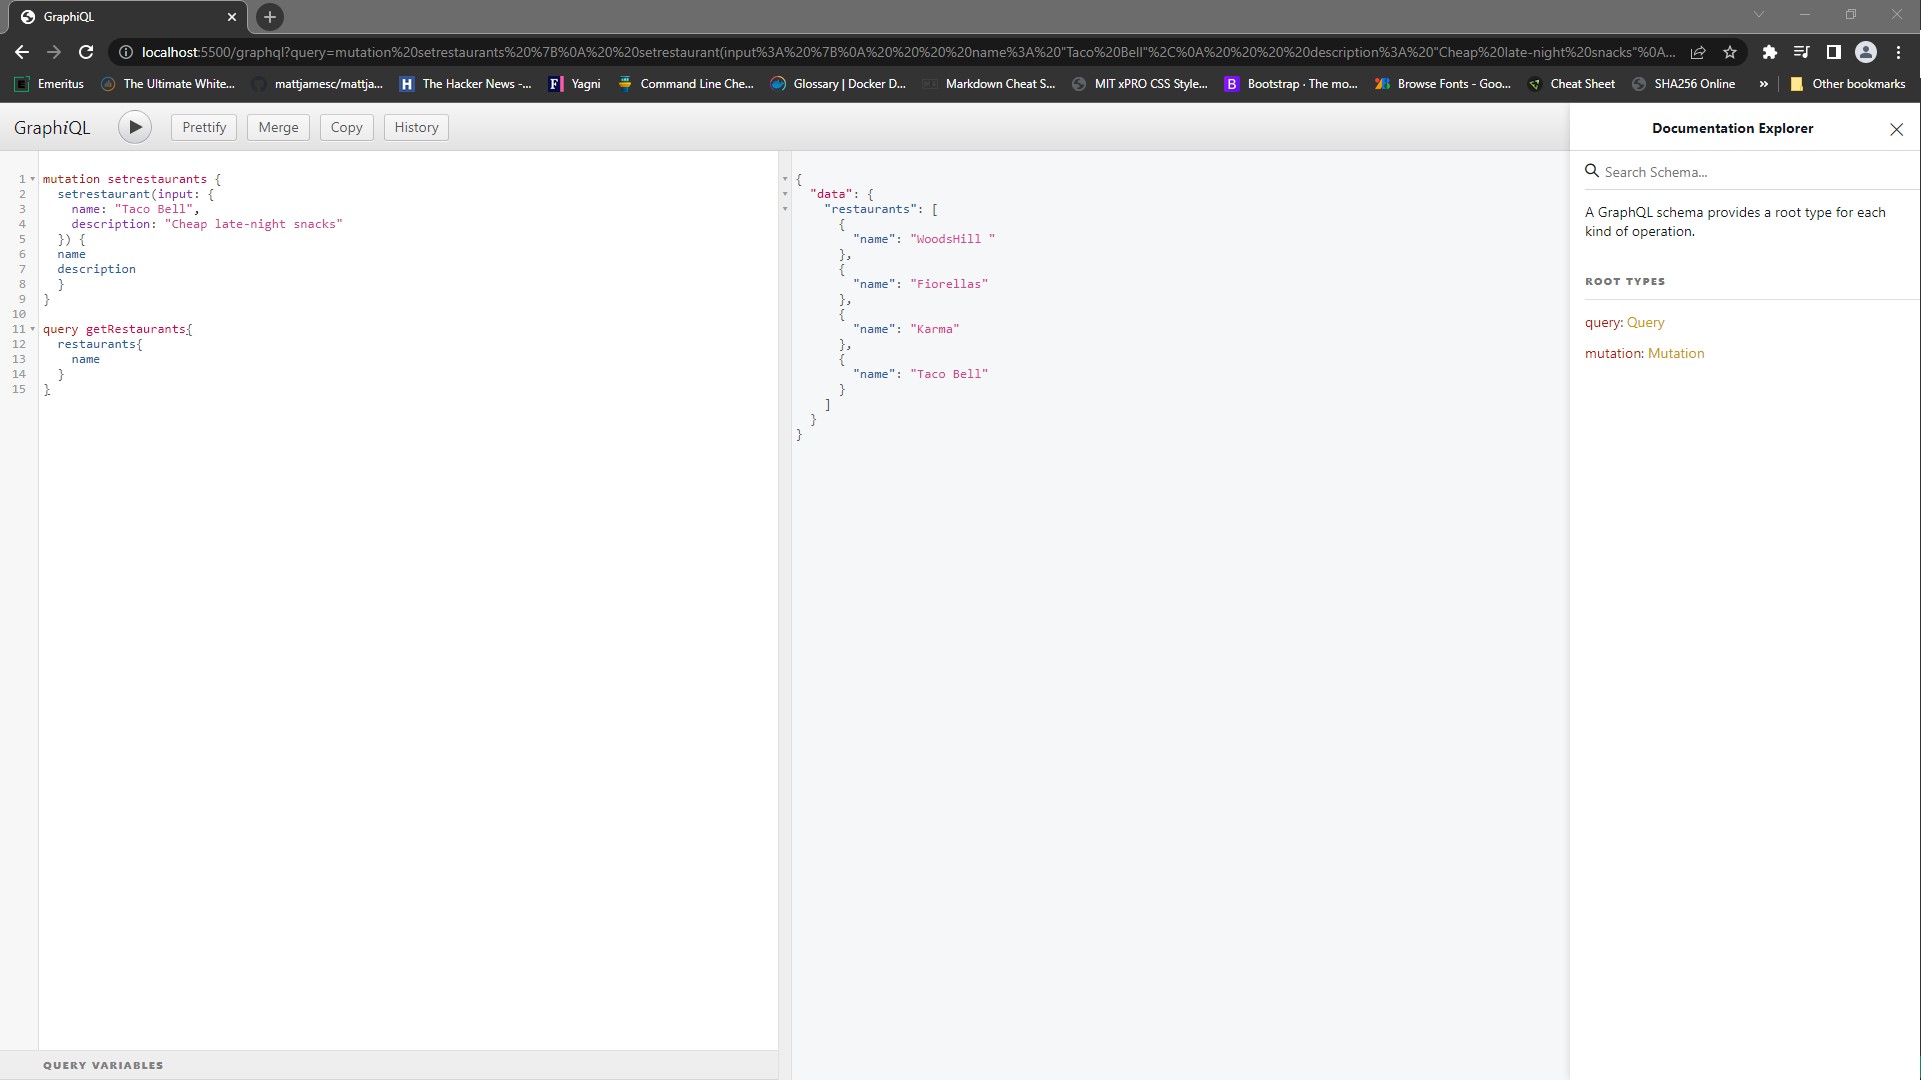 GraphiQL
localhost:5500/graphql?query=mutation%20setrestaurants%20%7B%0A%20%20setrestaurant(input%3A%20%7B%0A%20%20%20%20name%3A%20"Taco%20Bell"%2C%0A%20%20%20%20description%3A%20"Cheap%20late-night%20snacks"%0A...
Emeritus The Ultimate White... mattjamesc/mattja... The Hacker News -... Yagni Command Line Che... Glossary | Docker D... Markdown Cheat S... MIT xPRO CSS Style... Bootstrap · The mo... Browse Fonts - Goo... Cheat Sheet SHA256 Online » Other bookmarks
GraphiQL Prettify Merge Copy History
1 mutation setrestaurants {
2 setrestaurant(input: {
3 name: "Taco Bell",
4 description: "Cheap late-night snacks"
5 }) {
6 name
7 description
8 }
9 }
10
11 query getRestaurants{
12 restaurants{
13 name
14 }
15 }
QUERY VARIABLES
{
"data": {
"restaurants": [
{
"name": "WoodsHill "
},
{
"name": "Fiorellas"
},
{
"name": "Karma"
},
{
"name": "Taco Bell"
}
]
}
}
Documentation Explorer
Search Schema...
A GraphQL schema provides a root type for each
kind of operation.
ROOT TYPES
query: Query
mutation: Mutation